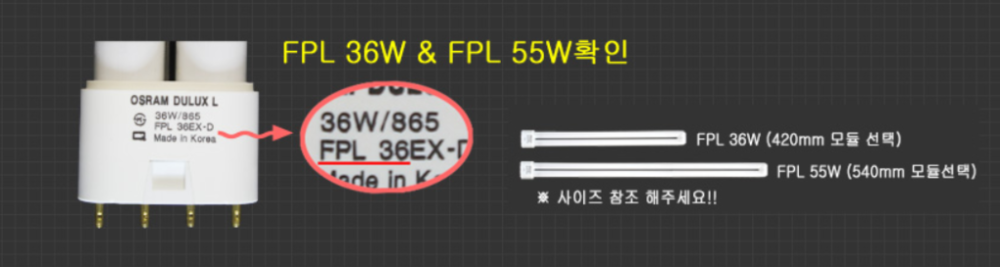 FPL 36W & FPL 55W확인
OSRAM DULUX L
36W/865
FPL 36EX-D
Made in Korea
36W/865
FPL 36EX-D
Made in K
FPL 36W (420mm 모듈 선택)
FPL 55W (540mm 모듈선택)
※ 사이즈 참조 해주세요!!